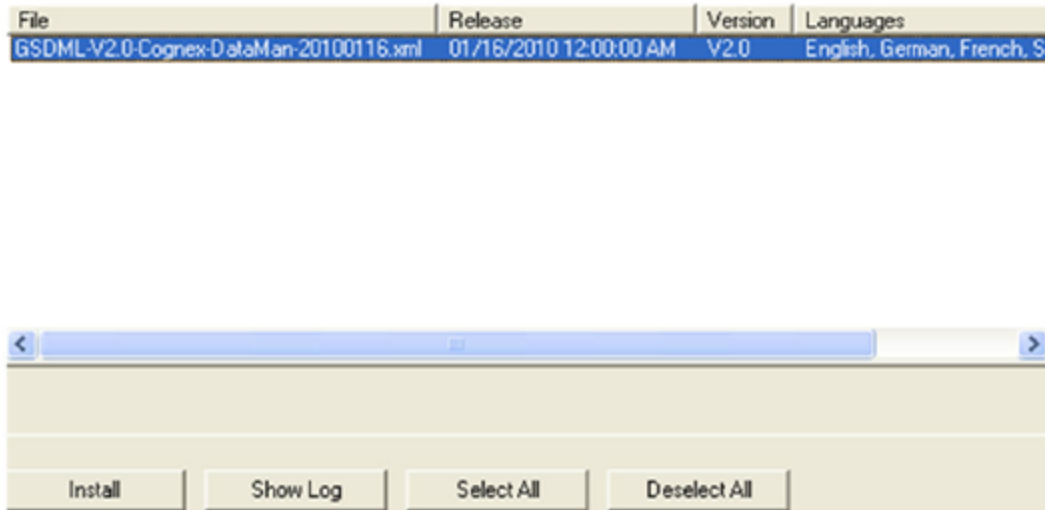 File Release Version Languages
GSDML-V2.0-Cognex-DataMan-20100116.xml 01/16/2010 12:00:00 AM V2.0 English, German, French, S
Install Show Log Select All Deselect All